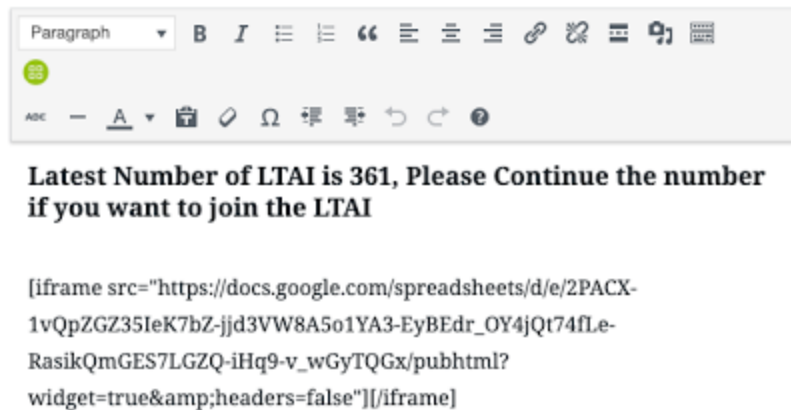 Paragraph
ABC
Latest Number of LTAI is 361, Please Continue the number
if you want to join the LTAI
[iframe src="https://docs.google.com/spreadsheets/d/e/2PACX-
1vQpZGZ35IeK7bZ-jjd3VW8A5o1YA3-EyBEdr_OY4jQt74fLe-
RasikQmGES7LGZQ-iHq9-v_wGyTQGx/pubhtml?
widget=true&amp;headers=false"][/iframe]